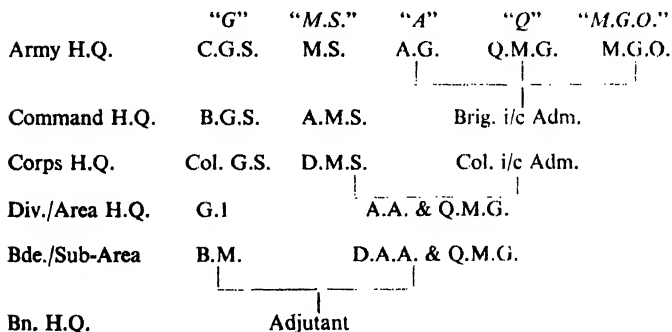 "G" "M.S." "A" "Q" "M.G.O."
Army H.Q. C.G.S. M.S. A.G. Q.M.G. M.G.O.
Command H.Q. B.G.S. A.M.S. Brig. i/c Adm.
Corps H.Q. Col. G.S. D.M.S. Col. i/c Adm.
Div./Area H.Q. G.1 A.A. & Q.M.G.
Bde./Sub-Area B.M. D.A.A. & Q.M.G.
Bn. H.Q. Adjutant